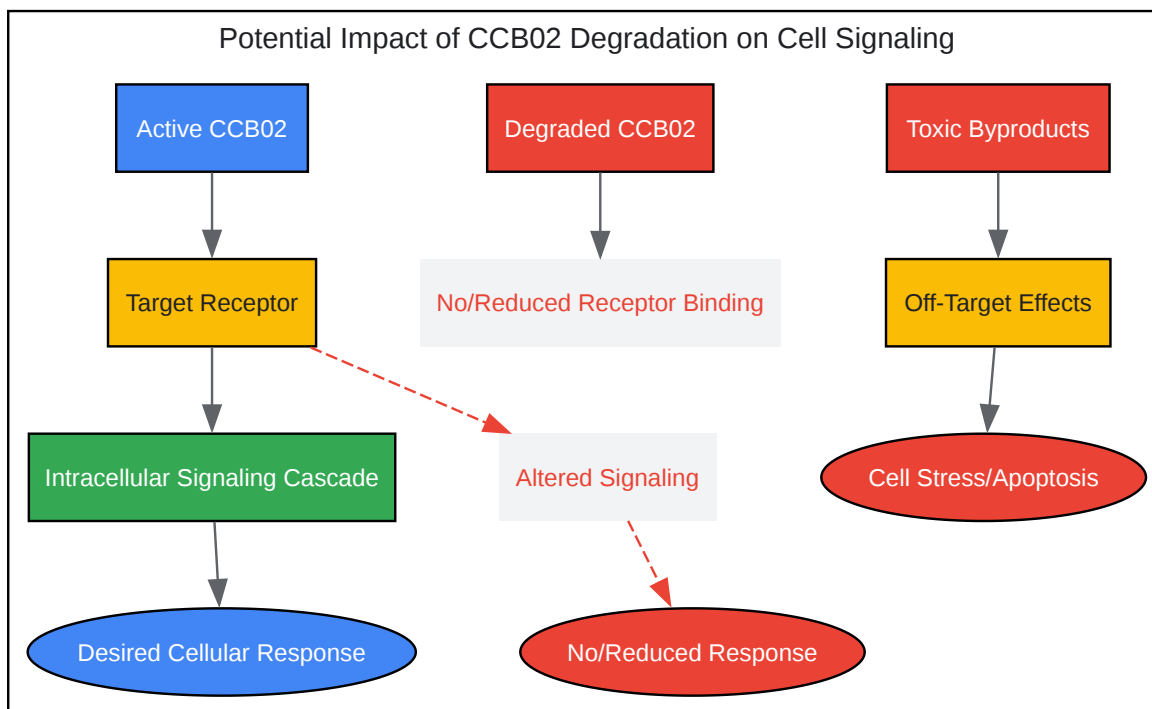 Potential Impact of CCB02 Degradation on Cell Signaling
Active CCB02
Degraded CCB02
Toxic Byproducts
Target Receptor
No/Reduced Receptor Binding
Off-Target Effects
Intracellular Signaling Cascade
Altered Signaling
Cell Stress/Apoptosis
Desired Cellular Response
No/Reduced Response